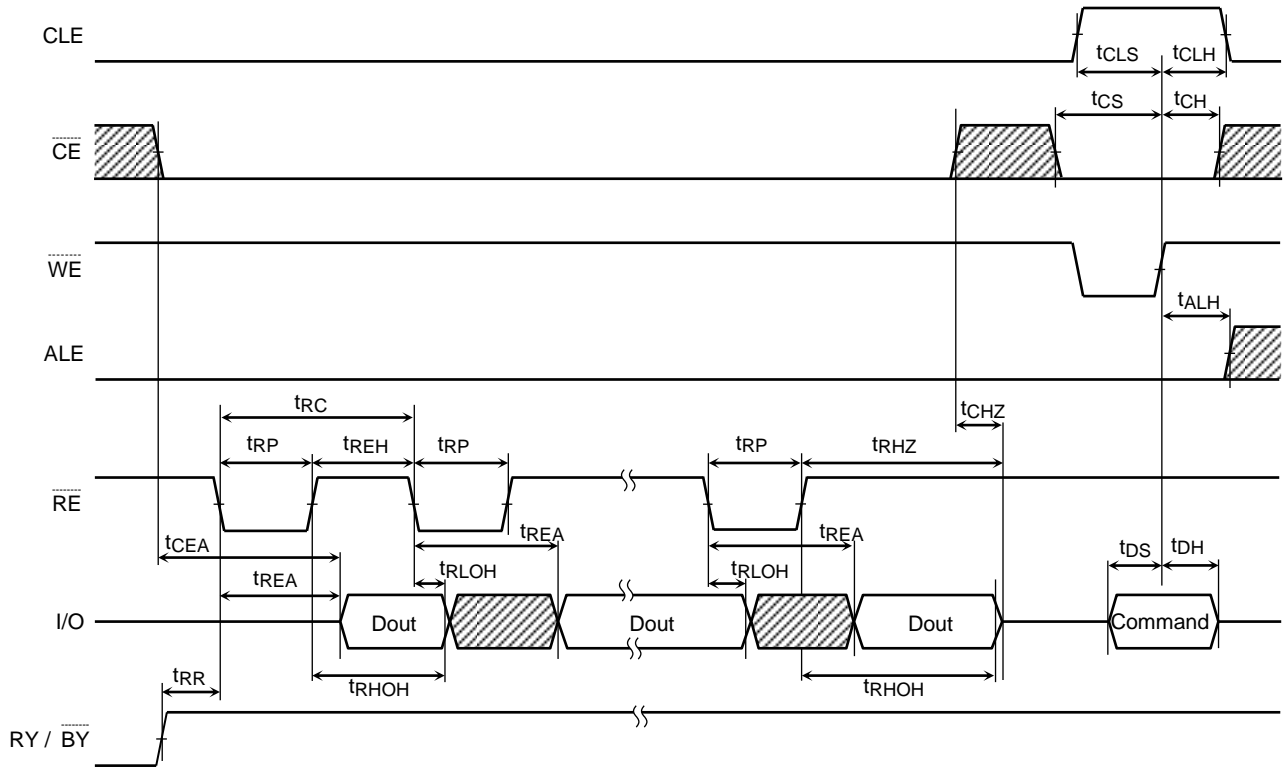 CLE
tCLS tCLH
tCS tCH
CE
WE
tALH
ALE
tRC
tCHZ
tRP tREH tRP tRP tRHZ
RE
tCEA tREA tREA
tDS tDH
tREA tRLOH tRLOH
I/O Dout Dout Dout Command
tRR tRHOH tRHOH
RY / BY